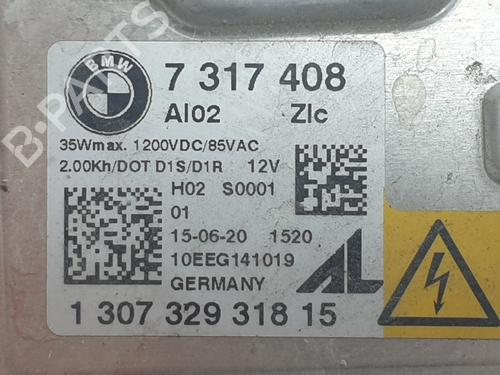 BMW
7 317 408
AI02 ZIc
35Wmax. 1200VDC/85VAC
2.00Kh/DOT D1S/D1R 12V
H02 S0001
01
15-06-20 1520
10EEG141019
GERMANY
AL
1 307 329 318 15
B-PARTS